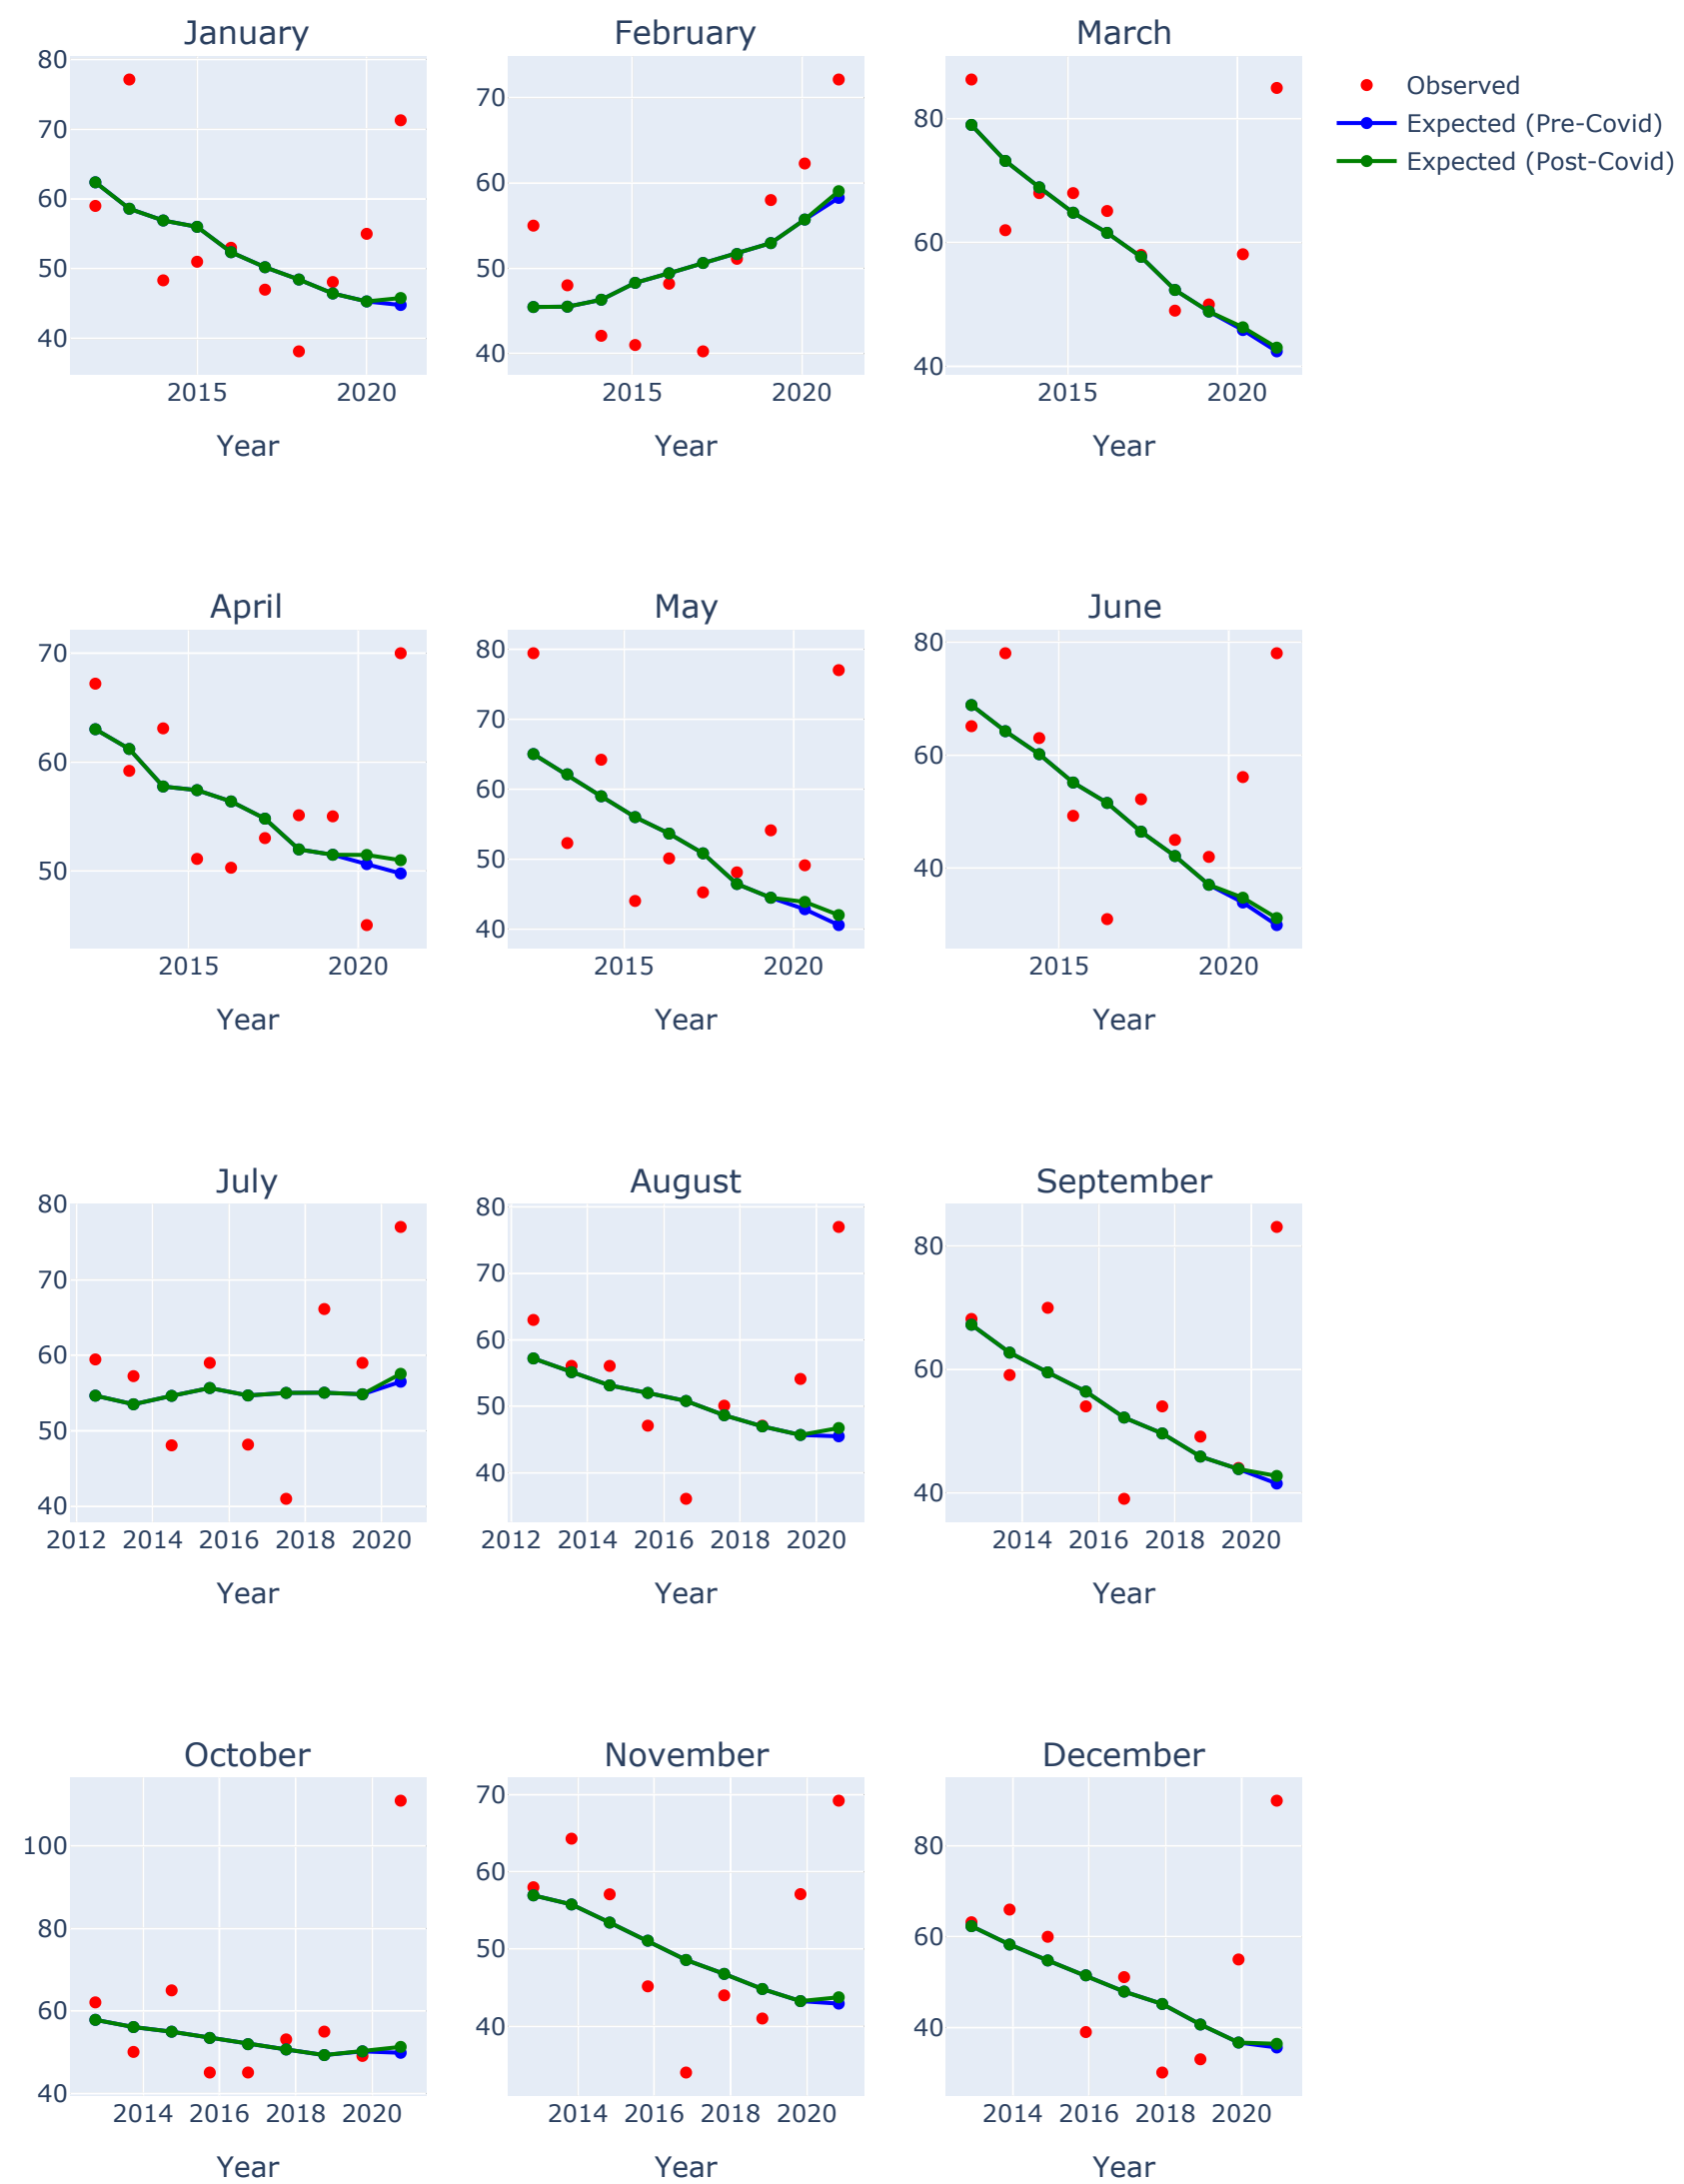 January February March
80
70
60
50
40
2015 2020
Year
70
60
50
40
2015 2020
Year
80
60
40
2015 2020
Year
Observed
Expected (Pre-Covid)
Expected (Post-Covid)
April May June
70
60
50
2015 2020
Year
80
70
60
50
40
2015 2020
Year
80
60
40
2015 2020
Year
July August September
80
70
60
50
40
2012 2014 2016 2018 2020
Year
80
70
60
50
40
2012 2014 2016 2018 2020
Year
80
60
40
2014 2016 2018 2020
Year
October November December
100
80
60
40
2014 2016 2018 2020
Year
70
60
50
40
2014 2016 2018 2020
Year
80
60
40
2014 2016 2018 2020
Year